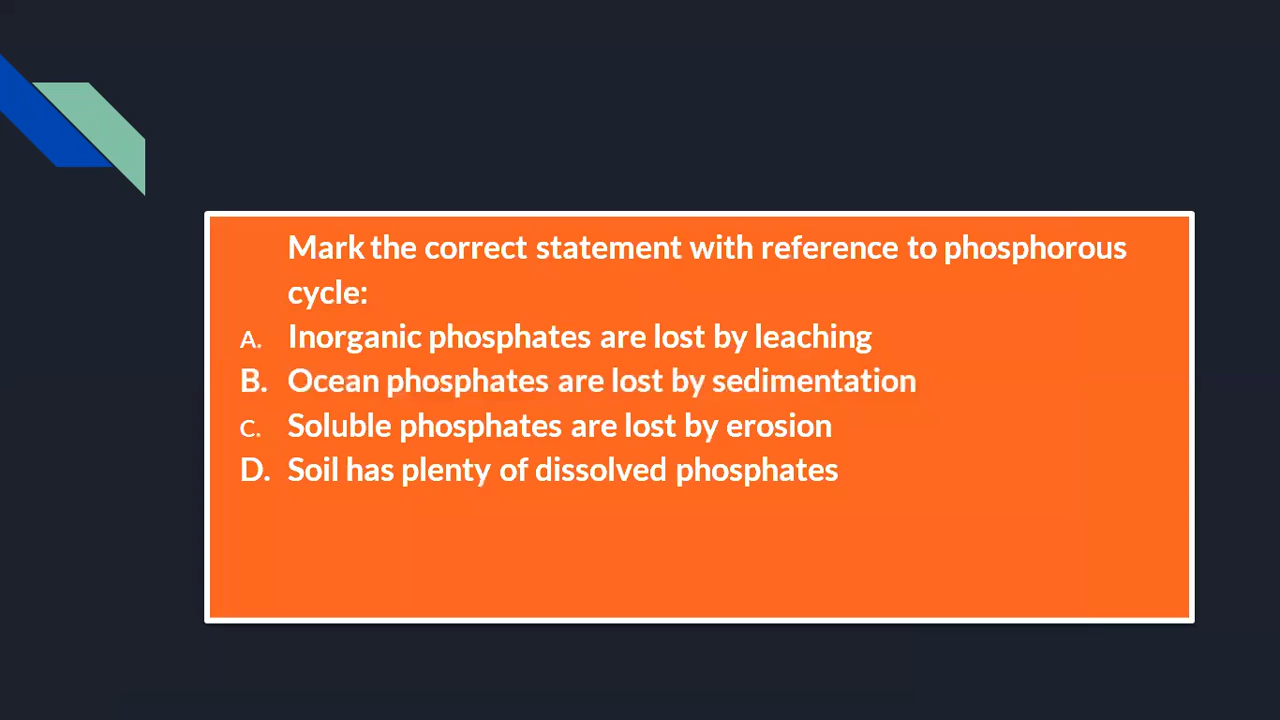 Mark the correct statement with reference to phosphorous
cycle:
A. Inorganic phosphates are lost by leaching
B. Ocean phosphates are lost by sedimentation
C. Soluble phosphates are lost by erosion
D. Soil has plenty of dissolved phosphates